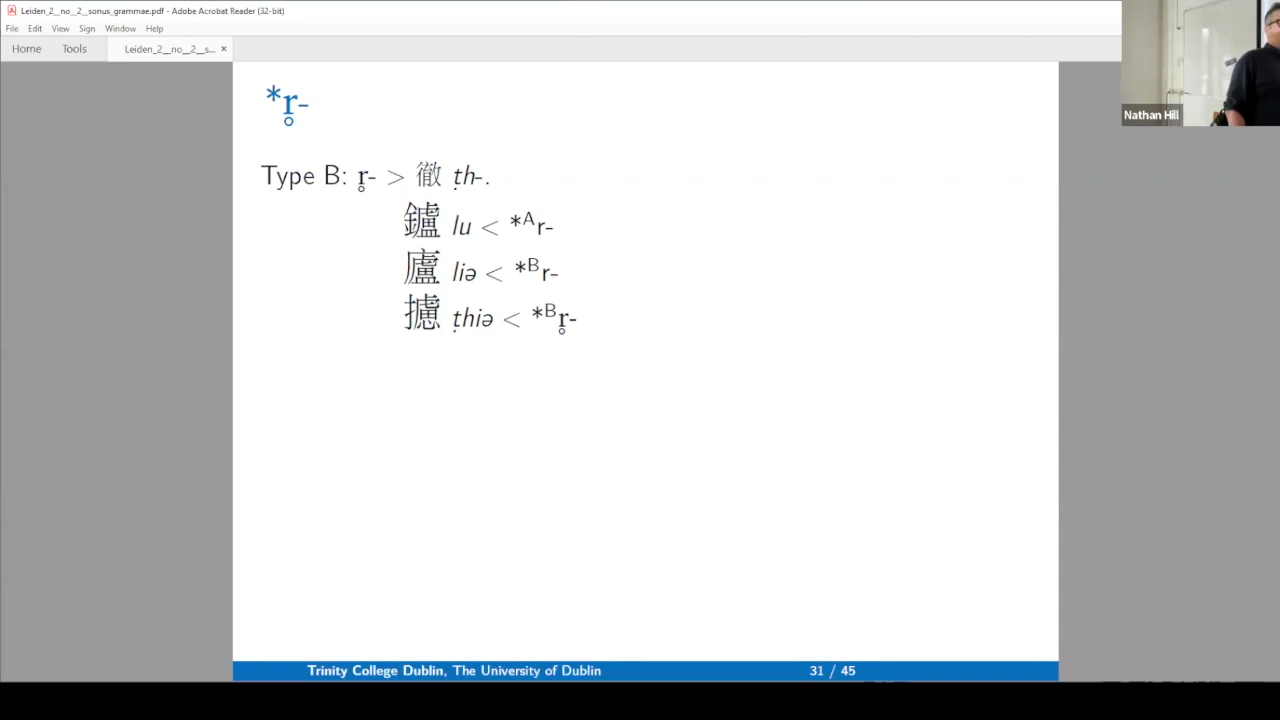 Leiden_2__no__2__sonus_grammae.pdf - Adobe Acrobat Reader (32-bit)
File Edit View Sign Window Help
Home Tools Leiden_2__no__2__s... ×
*r̥-
Type B: r̥- > 徹 ṭh-.
鑪 lu < *ᴬr-
廬 liə < *ᴮr-
攄 ṭhiə < *ᴮr̥-
Nathan Hill
Trinity College Dublin, The University of Dublin 31 / 45